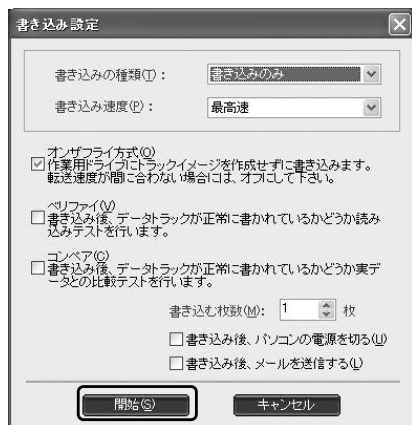 書き込み設定
書き込みの種類(T)： 書き込みのみ
書き込み速度(P)： 最高速
オンザフライ方式(O)
作業用ドライブにトラックイメージを作成せずに書き込みます。
転送速度が間に合わない場合には、オフにして下さい。
ベリファイ(V)
書き込み後、データトラックが正常に書かれているかどうか読み
込みテストを行います。
コンペア(C)
書き込み後、データトラックが正常に書かれているかどうか実デ
ータとの比較テストを行います。
書き込む枚数(M)： 1 枚
書き込み後、パソコンの電源を切る(U)
書き込み後、メールを送信する(L)
開始(S) キャンセル